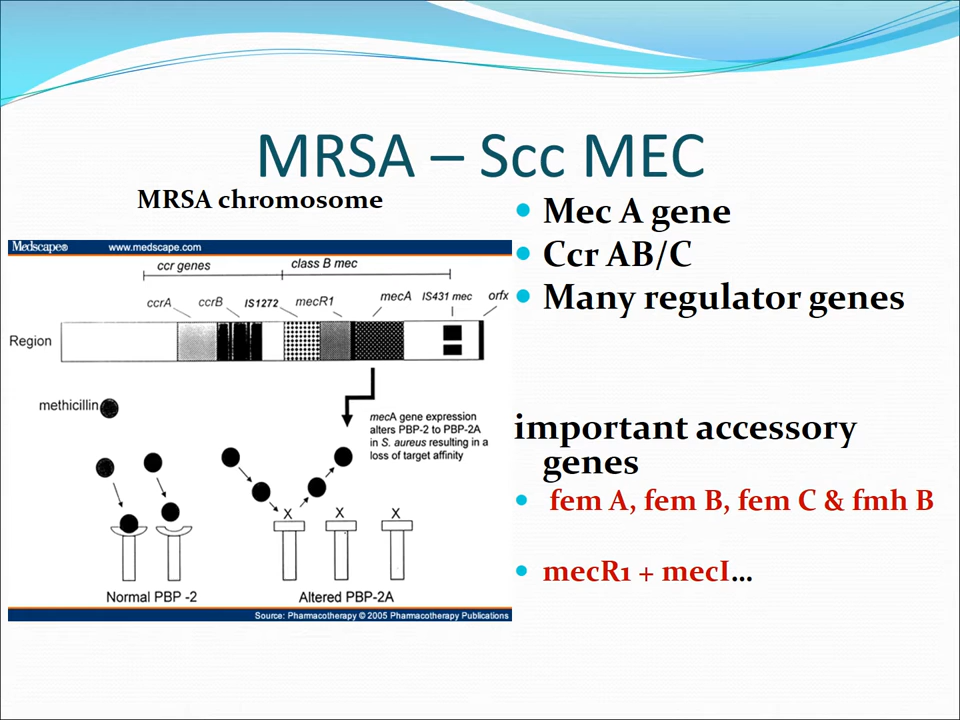 MRSA – Scc MEC
MRSA chromosome
Medscape® www.medscape.com
ccr genes class B mec
ccrA ccrB IS1272 mecR1 mecA IS431 mec orfx
Region
methicillin
mecA gene expression
alters PBP-2 to PBP-2A
in S. aureus resulting in a
loss of target affinity
X X X
Normal PBP -2 Altered PBP-2A
Source: Pharmacotherapy © 2005 Pharmacotherapy Publications
• Mec A gene
• Ccr AB/C
• Many regulator genes
important accessory
genes
• fem A, fem B, fem C & fmh B
• mecR1 + mecI...